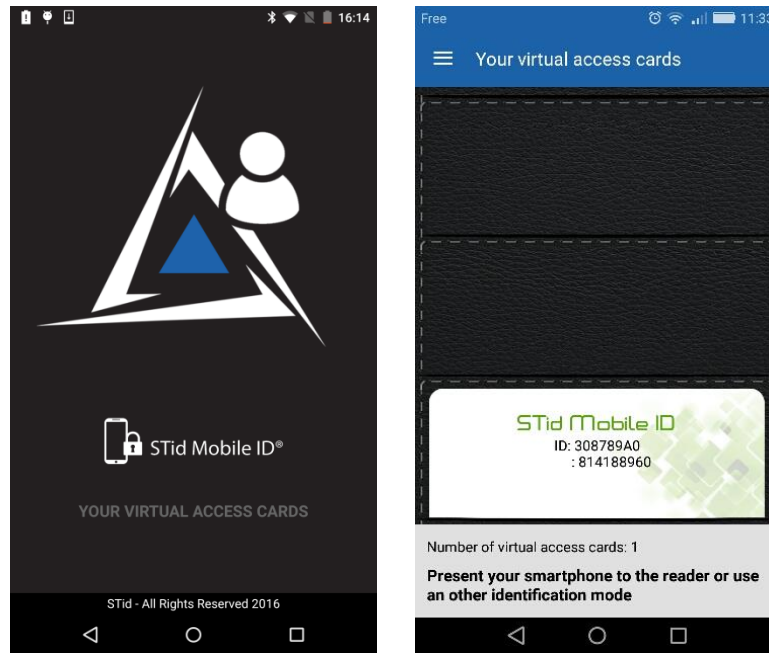 16:14
STid Mobile ID®
YOUR VIRTUAL ACCESS CARDS
STid - All Rights Reserved 2016
Free 11:33
Your virtual access cards
STid Mobile ID
ID: 308789A0
: 814188960
Number of virtual access cards: 1
Present your smartphone to the reader or use
an other identification mode